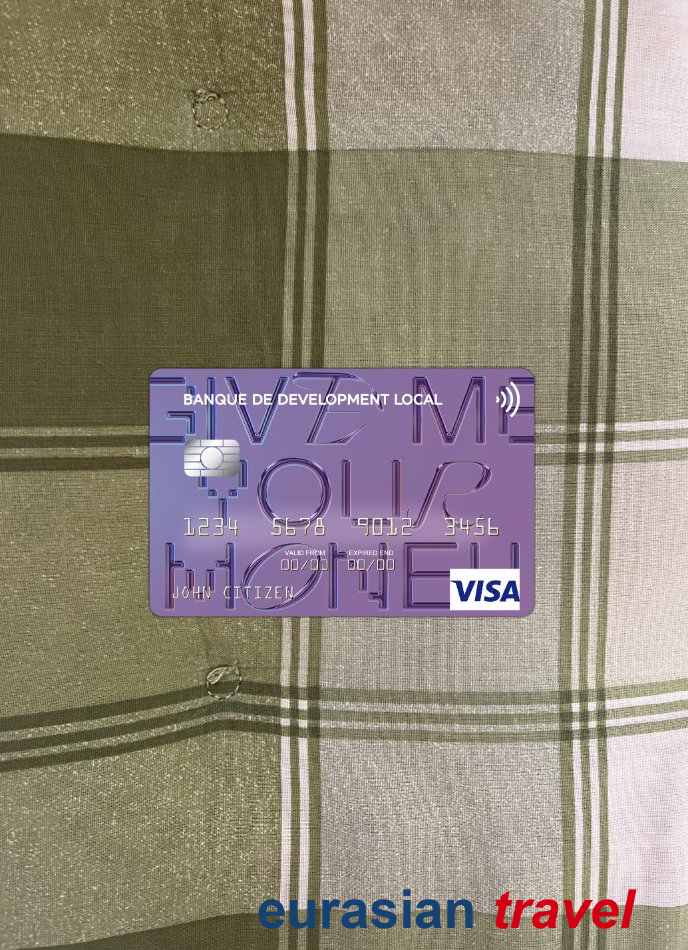 GIVE ME
BANQUE DE DEVELOPMENT LOCAL
YOUR
1234 5678 9012 3456
VALID FROM EXPIRED END
00/00 00/00
MONEY
JOHN CITIZEN
VISA
eurasian travel